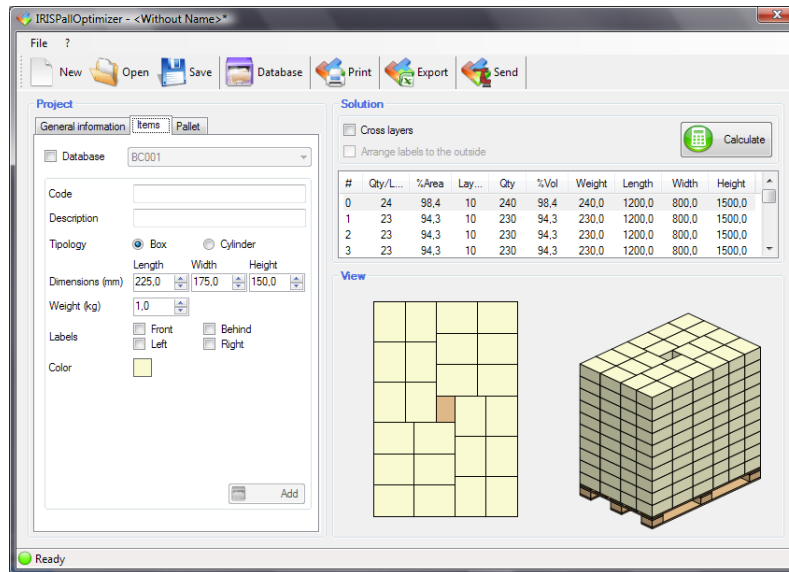 IRISPallOptimizer - <Without Name>*
File ?
New Open Save Database Print Export Send
Project
General information Items Pallet
Database BC001
Code
Description
Tipology Box Cylinder
Length Width Height
Dimensions (mm) 225,0 175,0 150,0
Weight (kg) 1,0
Labels Front Behind
Left Right
Color
Add
Solution
Cross layers
Arrange labels to the outside
Calculate
# Qty/L... %Area Lay... Qty %Vol Weight Length Width Height
0 24 98,4 10 240 98,4 240,0 1200,0 800,0 1500,0
1 23 94,3 10 230 94,3 230,0 1200,0 800,0 1500,0
2 23 94,3 10 230 94,3 230,0 1200,0 800,0 1500,0
3 23 94,3 10 230 94,3 230,0 1200,0 800,0 1500,0
View
Ready